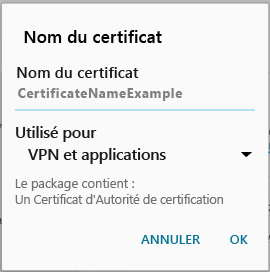 Nom du certificat
Nom du certificat
CertificateNameExample
Utilisé pour
VPN et applications
Le package contient :
Un Certificat d'Autorité de certification
ANNULER OK